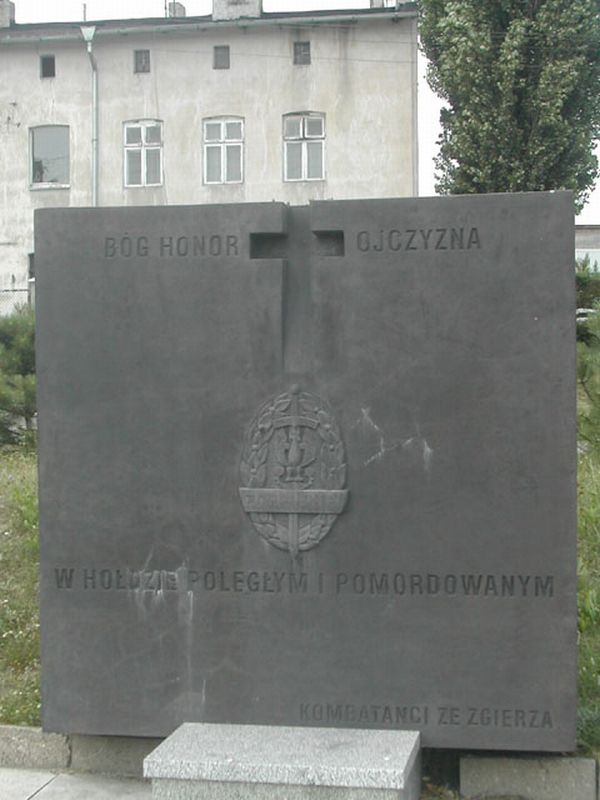 BÓG HONOR OJCZYZNA
W HOŁDZIE POLEGŁYM I POMORDOWANYM
KOMBATANCI ZE ZGIERZA